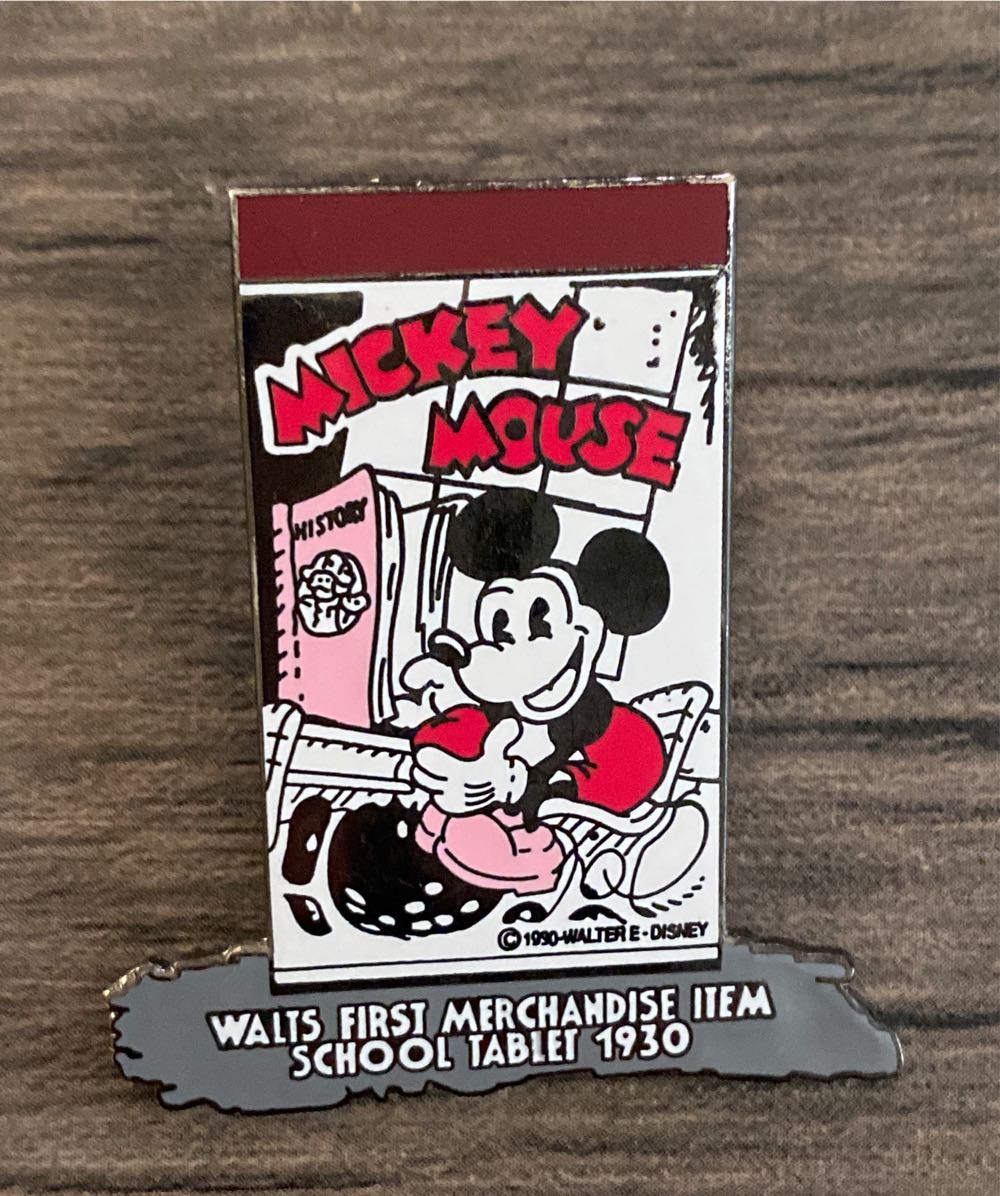 MICKEY
MOUSE
HISTORY
©1930-WALTER E. DISNEY
WALTS FIRST MERCHANDISE ITEM
SCHOOL TABLET 1930